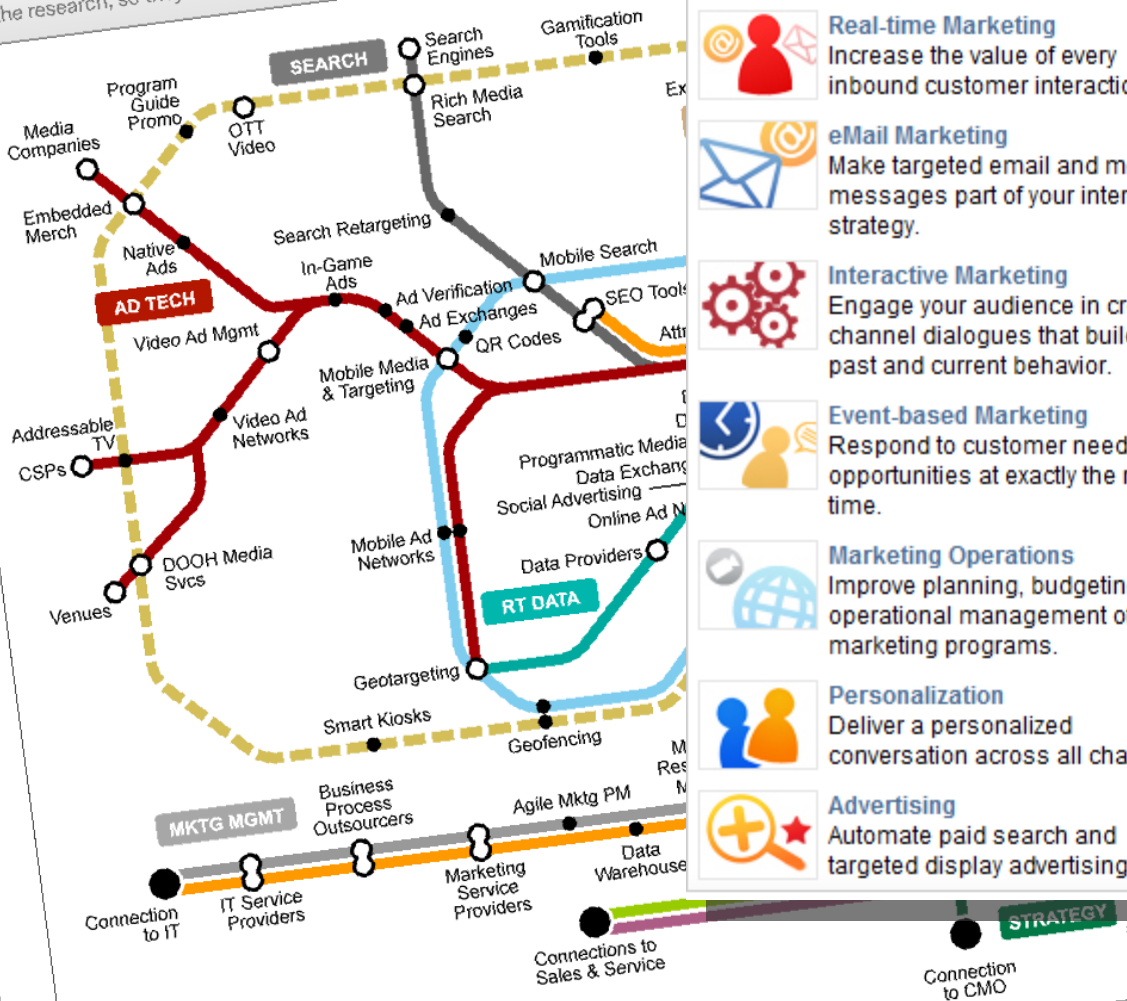 the research, so they
SEARCH
Search
Engines
Gamification
Tools
Program
Guide
Promo
OTT
Video
Rich Media
Search
Media
Companies
Embedded
Merch
Native
Ads
Search Retargeting
In-Game
Ads
Mobile Search
AD TECH
Ad Verification
Ad Exchanges
SEO Tools
Video Ad Mgmt
QR Codes
Mobile Media
& Targeting
Video Ad
Networks
Addressable
TV
CSPs
Programmatic Media
Data Exchang
Social Advertising
Online Ad N
Mobile Ad
Networks
Data Providers
DOOH Media
Svcs
Venues
RT DATA
Geotargeting
Smart Kiosks
Geofencing
MKTG MGMT
Business
Process
Outsourcers
Agile Mktg PM
Connection
to IT
IT Service
Providers
Marketing
Service
Providers
Data
Warehouse
Connections to
Sales & Service
STRATEGY
Connection
to CMO
Real-time Marketing
Increase the value of every
inbound customer interactio
eMail Marketing
Make targeted email and m
messages part of your inter
strategy.
Interactive Marketing
Engage your audience in cr
channel dialogues that build
past and current behavior.
Event-based Marketing
Respond to customer need
opportunities at exactly the r
time.
Marketing Operations
Improve planning, budgetin
operational management o
marketing programs.
Personalization
Deliver a personalized
conversation across all cha
Advertising
Automate paid search and
targeted display advertising